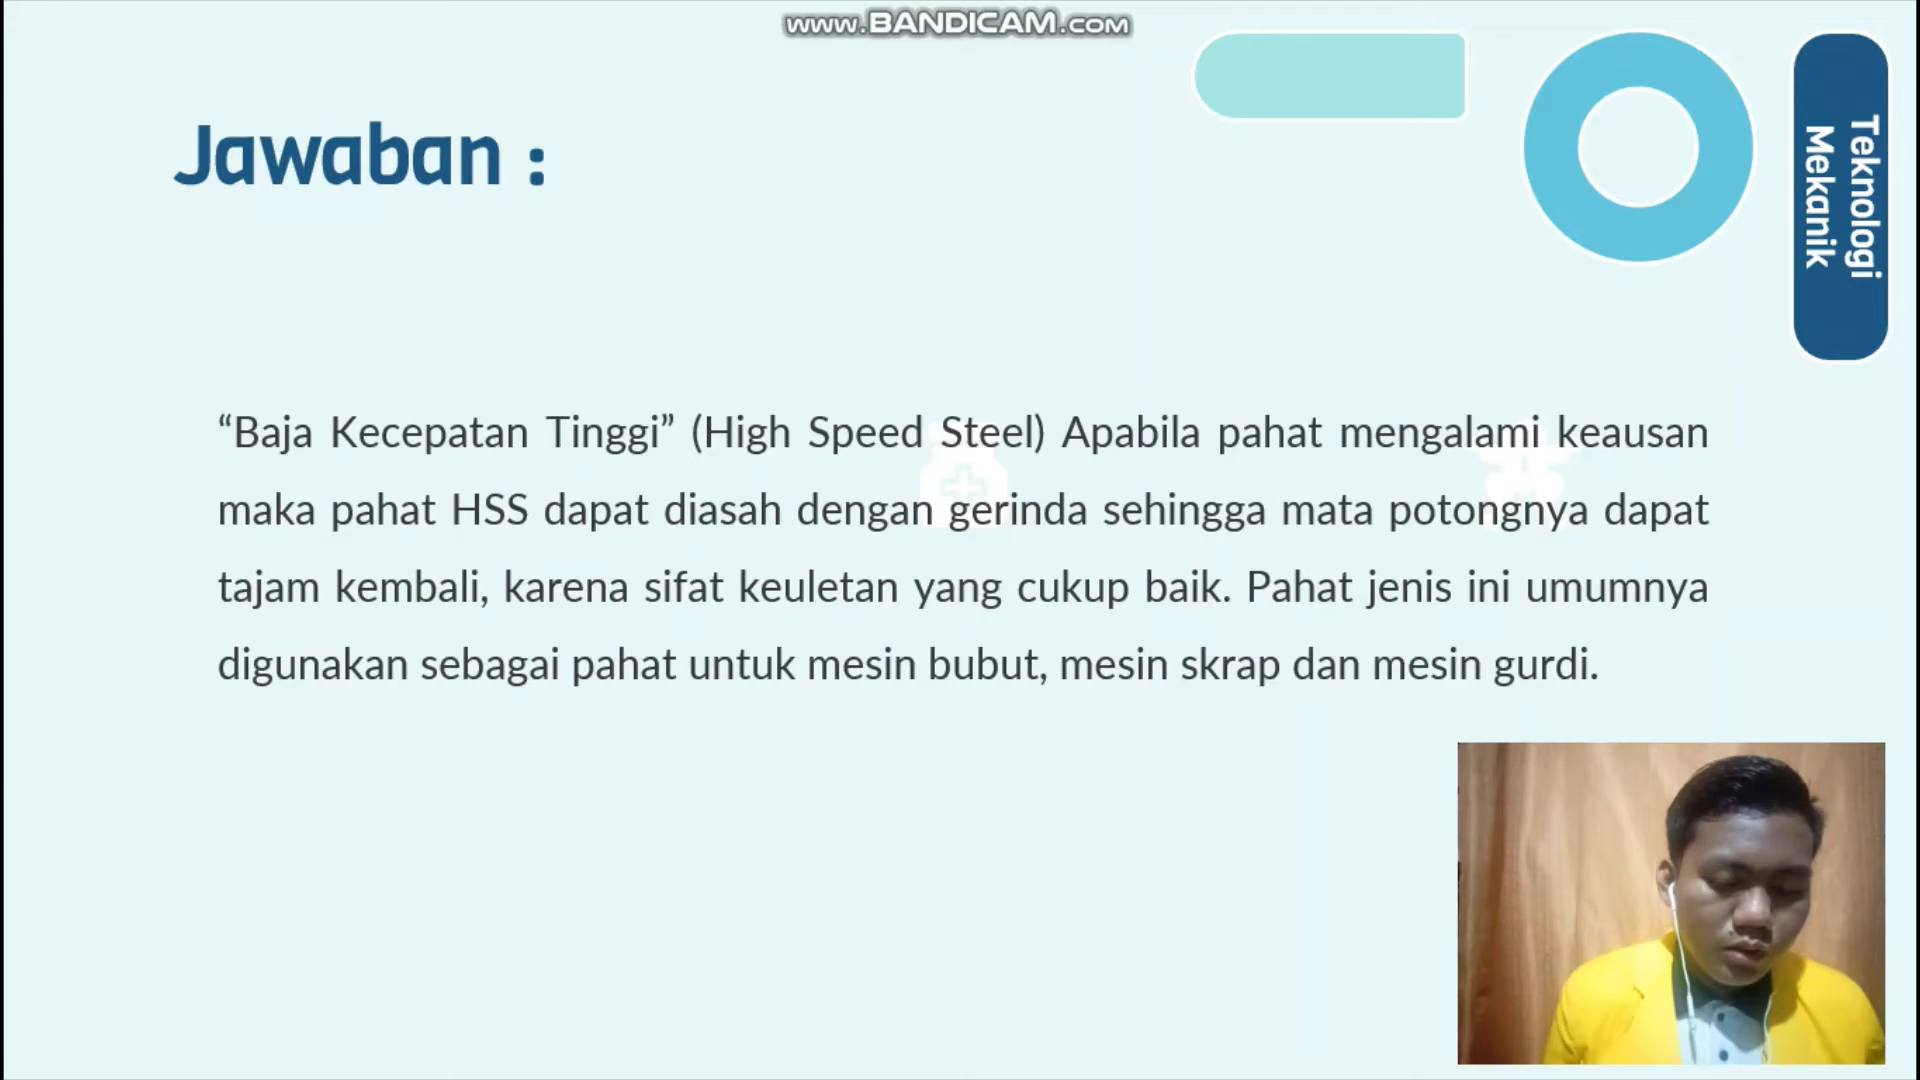 www.BANDICAM.com
Jawaban :
Teknologi
Mekanik
“Baja Kecepatan Tinggi” (High Speed Steel) Apabila pahat mengalami keausan
maka pahat HSS dapat diasah dengan gerinda sehingga mata potongnya dapat
tajam kembali, karena sifat keuletan yang cukup baik. Pahat jenis ini umumnya
digunakan sebagai pahat untuk mesin bubut, mesin skrap dan mesin gurdi.